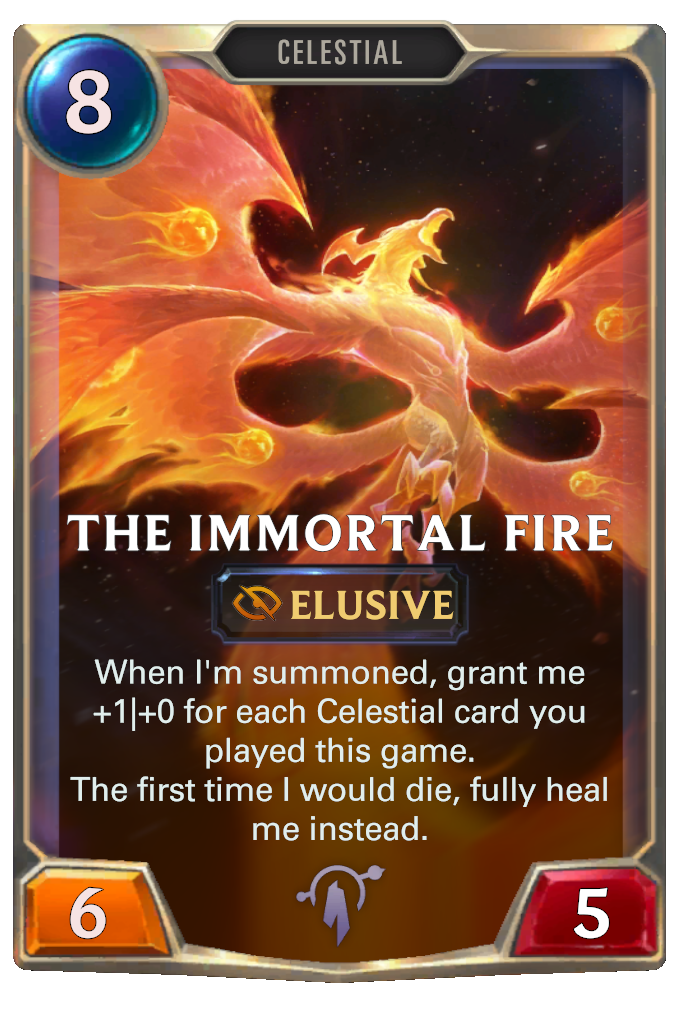 CELESTIAL
8
THE IMMORTAL FIRE
ELUSIVE
When I'm summoned, grant me
+1|+0 for each Celestial card you
played this game.
The first time I would die, fully heal
me instead.
6
5